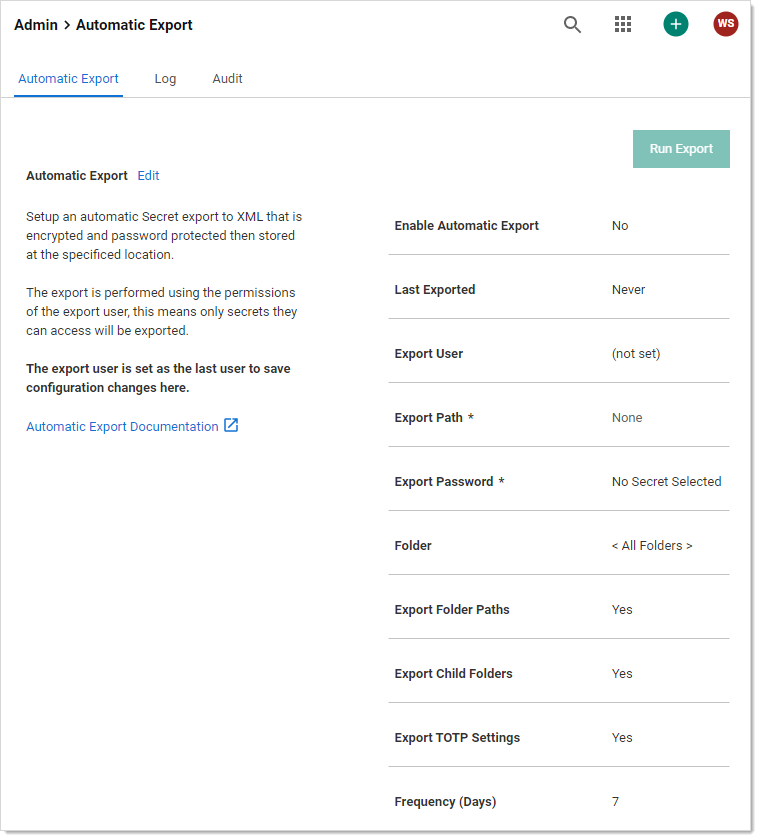 Admin > Automatic Export
WS
Automatic Export Log Audit
Run Export
Automatic Export Edit
Setup an automatic Secret export to XML that is
encrypted and password protected then stored
at the specificed location.
The export is performed using the permissions
of the export user, this means only secrets they
can access will be exported.
The export user is set as the last user to save
configuration changes here.
Automatic Export Documentation
Enable Automatic Export No
Last Exported Never
Export User (not set)
Export Path * None
Export Password * No Secret Selected
Folder < All Folders >
Export Folder Paths Yes
Export Child Folders Yes
Export TOTP Settings Yes
Frequency (Days) 7